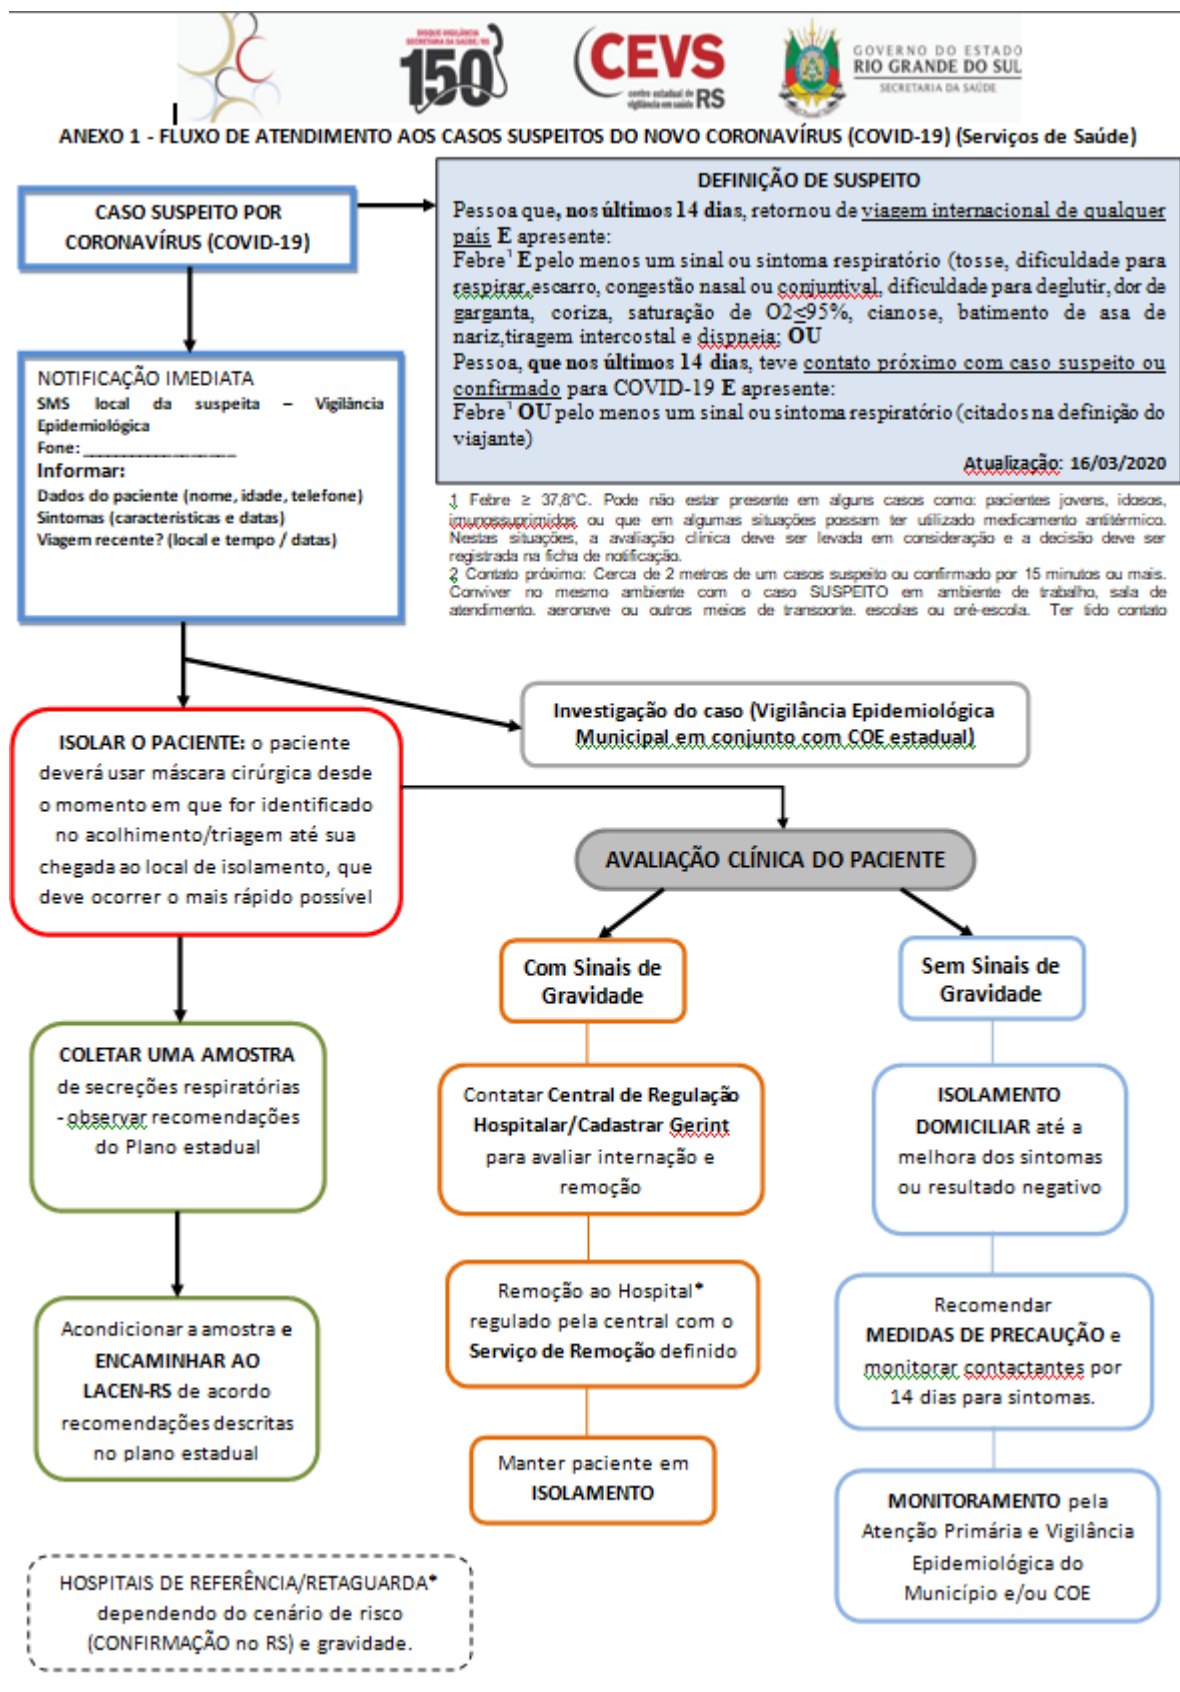 DISQUE VIGILÂNCIA
SECRETARIA DA SAÚDE/RS
150
CEVS
centro estadual de
vigilância em saúde RS
GOVERNO DO ESTADO
RIO GRANDE DO SUL
SECRETARIA DA SAÚDE
ANEXO 1 - FLUXO DE ATENDIMENTO AOS CASOS SUSPEITOS DO NOVO CORONAVÍRUS (COVID-19) (Serviços de Saúde)
CASO SUSPEITO POR
CORONAVÍRUS (COVID-19)
DEFINIÇÃO DE SUSPEITO
Pessoa que, nos últimos 14 dias, retornou de viagem internacional de qualquer
país E apresente:
Febre¹ E pelo menos um sinal ou sintoma respiratório (tosse, dificuldade para
respirar,escarro, congestão nasal ou conjuntival, dificuldade para deglutir, dor de
garganta, coriza, saturação de O2≤95%, cianose, batimento de asa de
nariz,tiragem intercostal e dispneia; OU
Pessoa, que nos últimos 14 dias, teve contato próximo com caso suspeito ou
confirmado para COVID-19 E apresente:
Febre¹ OU pelo menos um sinal ou sintoma respiratório (citados na definição do
viajante)
Atualização: 16/03/2020
NOTIFICAÇÃO IMEDIATA
SMS local da suspeita – Vigilância
Epidemiológica
Fone: __________________
Informar:
Dados do paciente (nome, idade, telefone)
Sintomas (características e datas)
Viagem recente? (local e tempo / datas)
1 Febre ≥ 37,8°C. Pode não estar presente em alguns casos como: pacientes jovens, idosos,
imunossuprimidos ou que em algumas situações possam ter utilizado medicamento antitérmico.
Nestas situações, a avaliação clínica deve ser levada em consideração e a decisão deve ser
registrada na ficha de notificação.
2 Contato próximo: Cerca de 2 metros de um casos suspeito ou confirmado por 15 minutos ou mais.
Conviver no mesmo ambiente com o caso SUSPEITO em ambiente de trabalho, sala de
atendimento, aeronave ou outros meios de transporte, escolas ou pré-escola. Ter tido contato
Investigação do caso (Vigilância Epidemiológica
Municipal em conjunto com COE estadual)
ISOLAR O PACIENTE: o paciente
deverá usar máscara cirúrgica desde
o momento em que for identificado
no acolhimento/triagem até sua
chegada ao local de isolamento, que
deve ocorrer o mais rápido possível
AVALIAÇÃO CLÍNICA DO PACIENTE
Com Sinais de
Gravidade
Sem Sinais de
Gravidade
COLETAR UMA AMOSTRA
de secreções respiratórias
- observar recomendações
do Plano estadual
Contatar Central de Regulação
Hospitalar/Cadastrar Gerint
para avaliar internação e
remoção
ISOLAMENTO
DOMICILIAR até a
melhora dos sintomas
ou resultado negativo
Remoção ao Hospital*
regulado pela central com o
Serviço de Remoção definido
Recomendar
MEDIDAS DE PRECAUÇÃO e
monitorar contactantes por
14 dias para sintomas.
Acondicionar a amostra e
ENCAMINHAR AO
LACEN-RS de acordo
recomendações descritas
no plano estadual
Manter paciente em
ISOLAMENTO
MONITORAMENTO pela
Atenção Primária e Vigilância
Epidemiológica do
Município e/ou COE
HOSPITAIS DE REFERÊNCIA/RETAGUARDA*
dependendo do cenário de risco
(CONFIRMAÇÃO no RS) e gravidade.